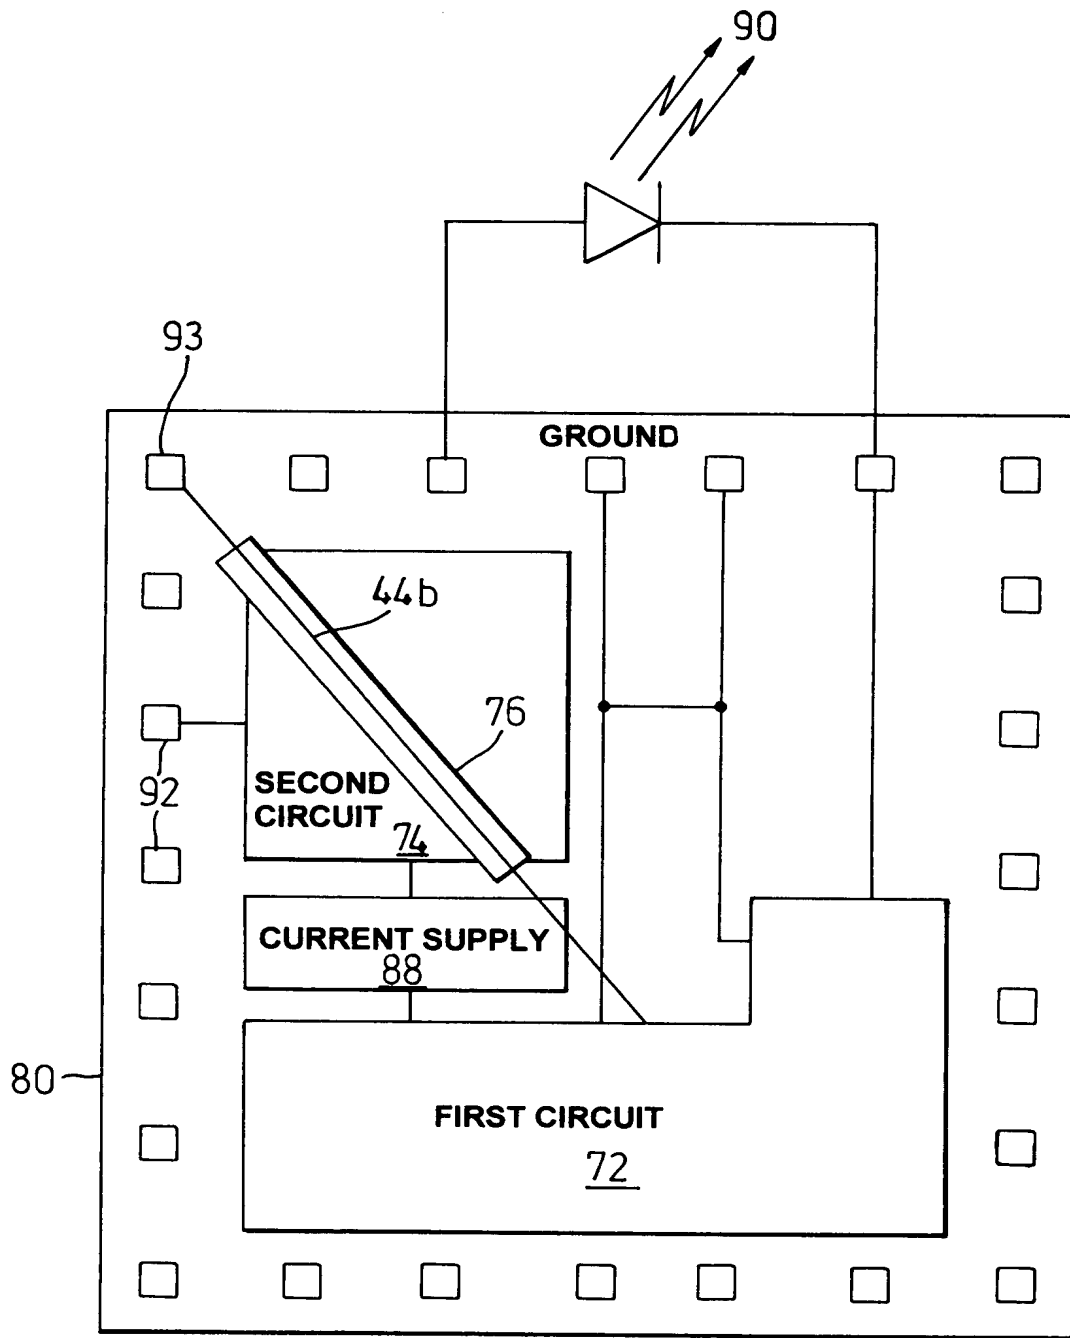 90
93
GROUND
44b
76
92
SECOND
CIRCUIT
74
CURRENT SUPPLY
88
80
FIRST CIRCUIT
72